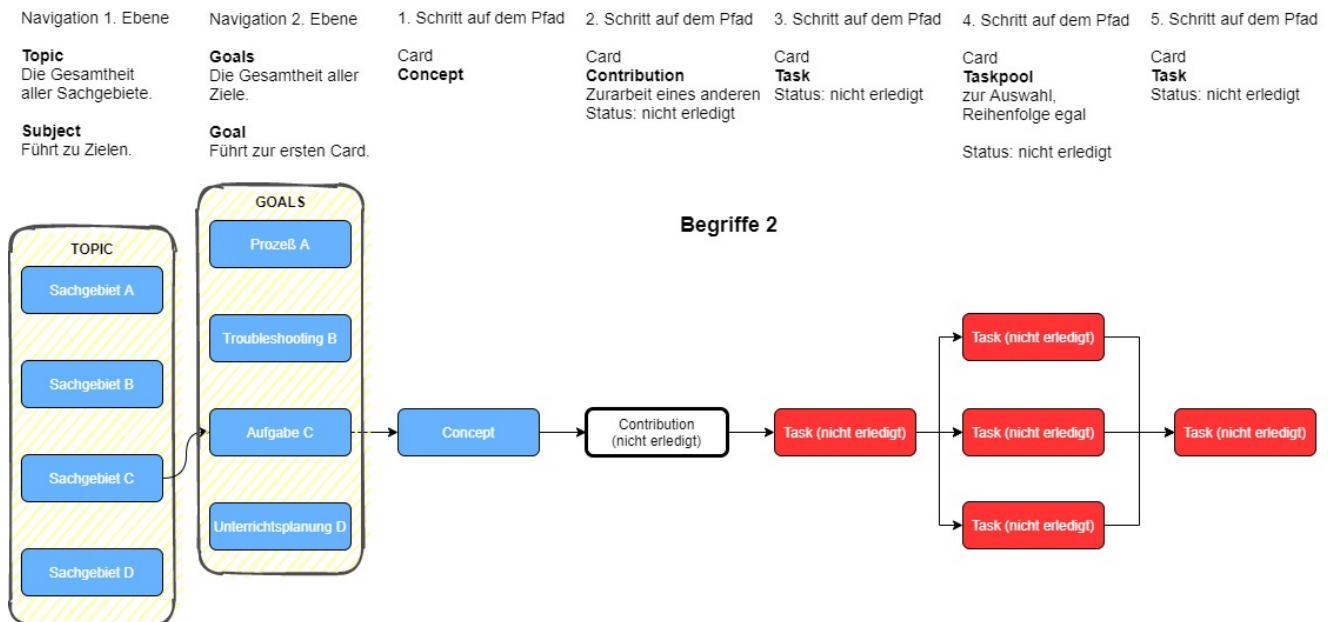 Navigation 1. Ebene
Topic
Die Gesamtheit
aller Sachgebiete.
Subject
Führt zu Zielen.
Navigation 2. Ebene
Goals
Die Gesamtheit aller
Ziele.
Goal
Führt zur ersten Card.
1. Schritt auf dem Pfad
Card
Concept
2. Schritt auf dem Pfad
Card
Contribution
Zurarbeit eines anderen
Status: nicht erledigt
3. Schritt auf dem Pfad
Card
Task
Status: nicht erledigt
4. Schritt auf dem Pfad
Card
Taskpool
zur Auswahl,
Reihenfolge egal
Status: nicht erledigt
5. Schritt auf dem Pfad
Card
Task
Status: nicht erledigt
Begriffe 2
TOPIC
Sachgebiet A
Sachgebiet B
Sachgebiet C
Sachgebiet D
GOALS
Prozeß A
Troubleshooting B
Aufgabe C
Unterrichtsplanung D
Concept
Contribution
(nicht erledigt)
Task (nicht erledigt)
Task (nicht erledigt)
Task (nicht erledigt)
Task (nicht erledigt)
Task (nicht erledigt)